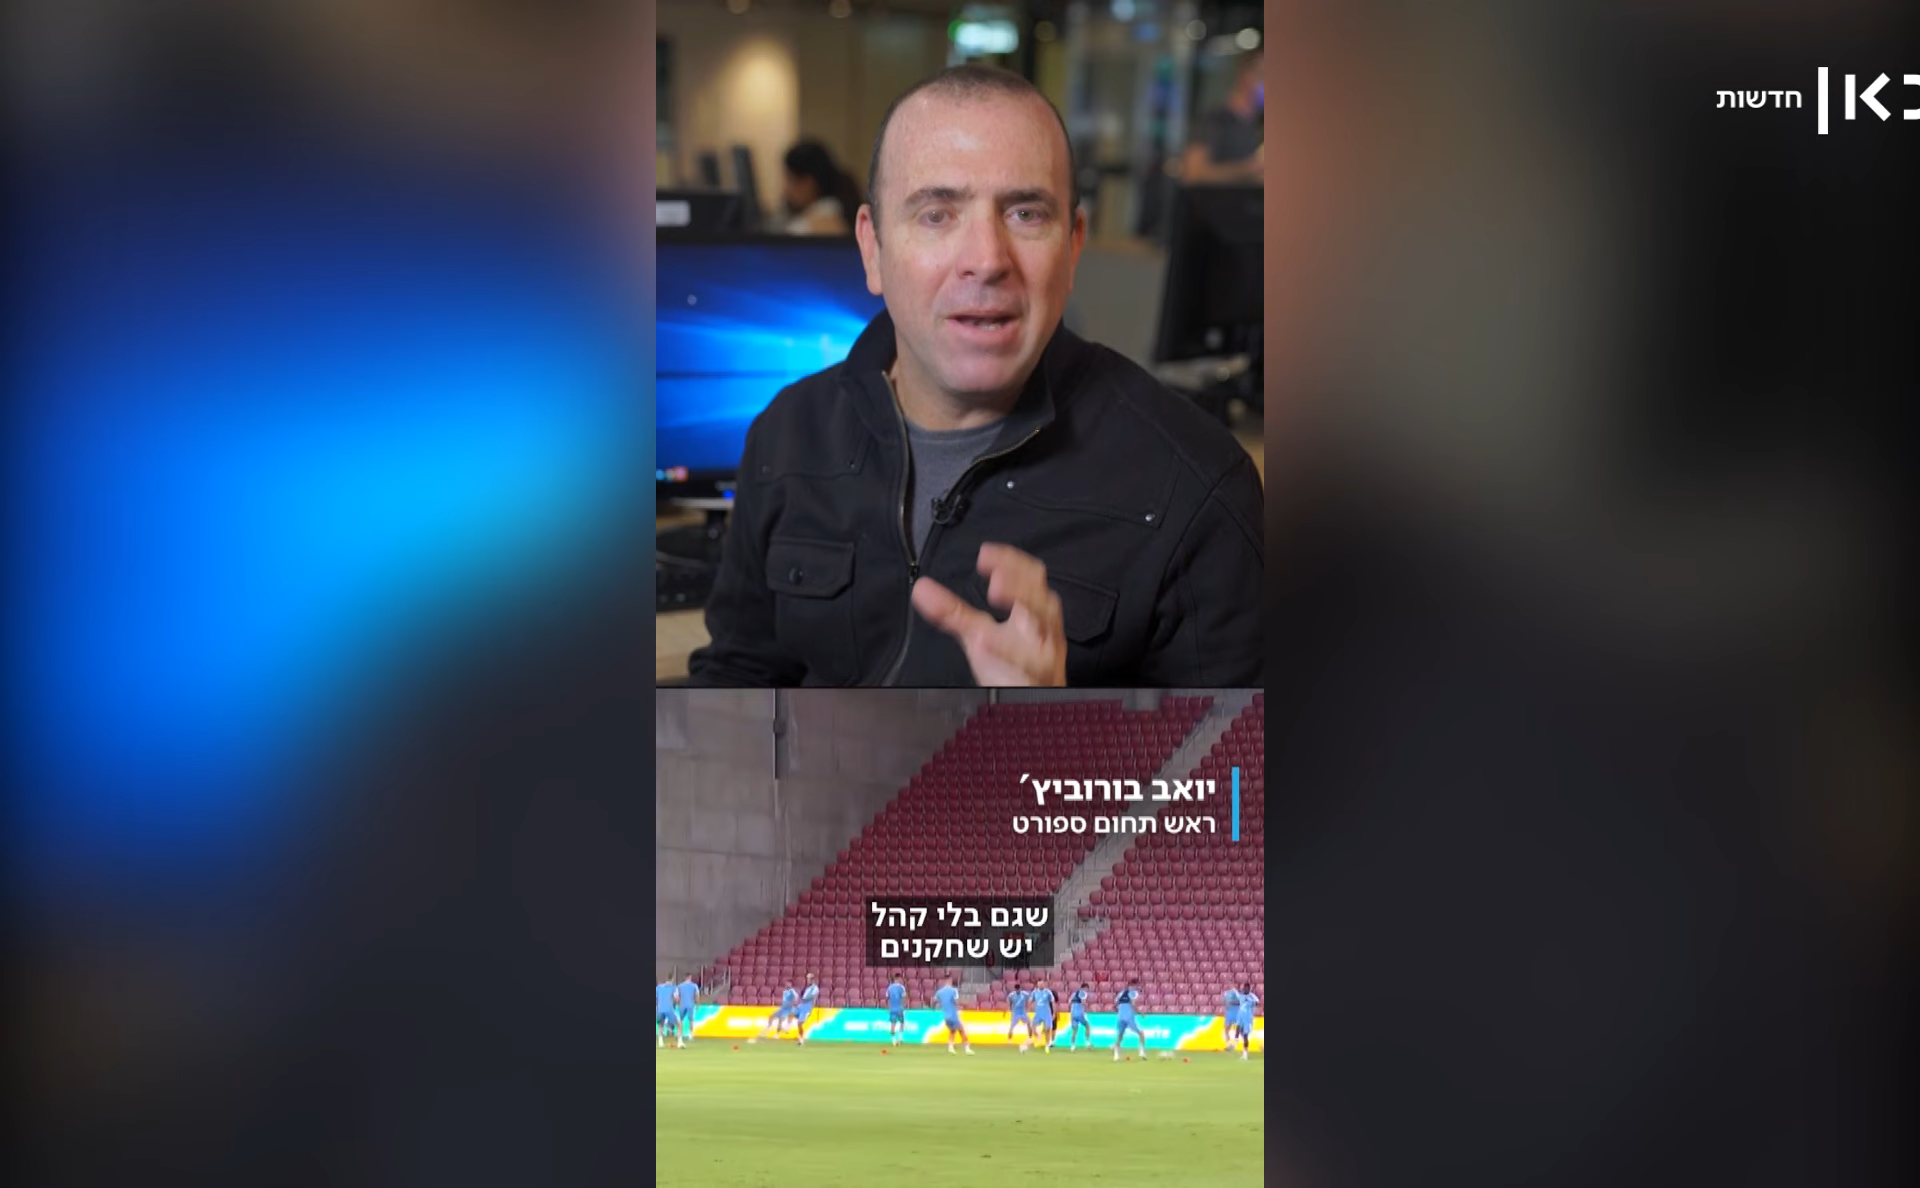 כאן | חדשות
יואב בורוביץ׳
ראש תחום ספורט
שגם בלי קהל
יש שחקנים